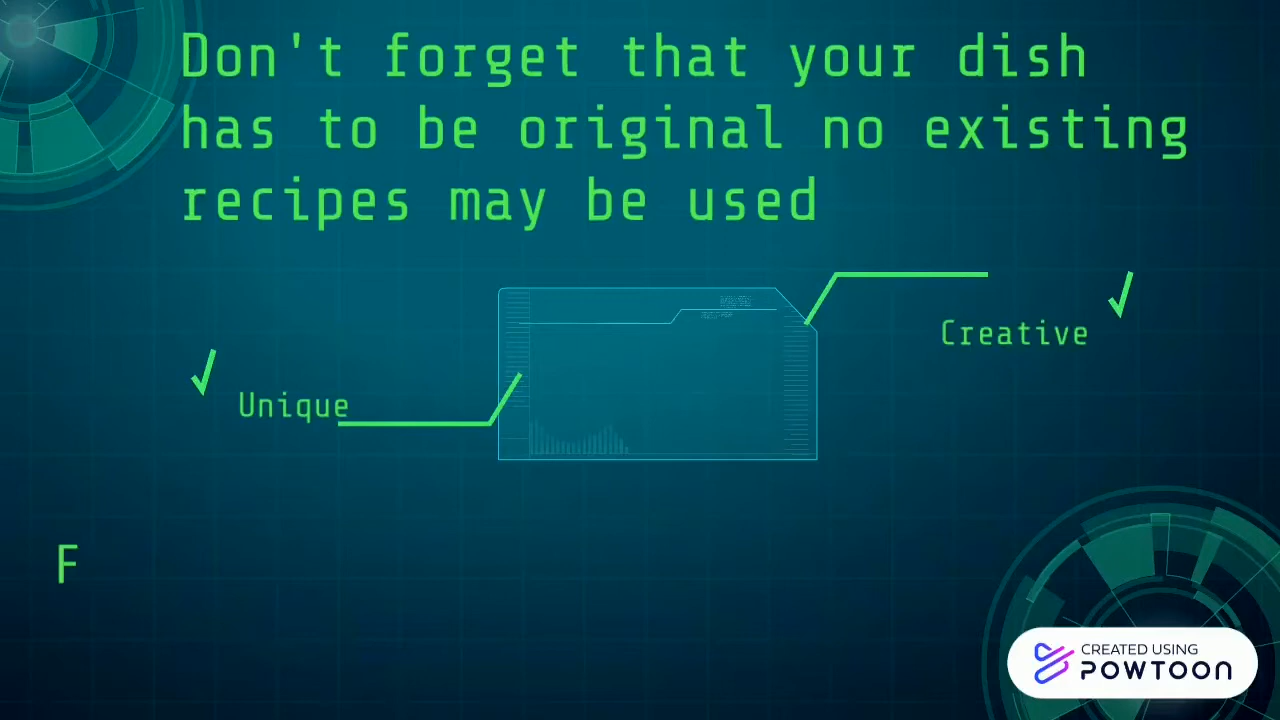 Don't forget that your dish
has to be original no existing
recipes may be used
Creative
Unique
F
CREATED USING
POWTOON